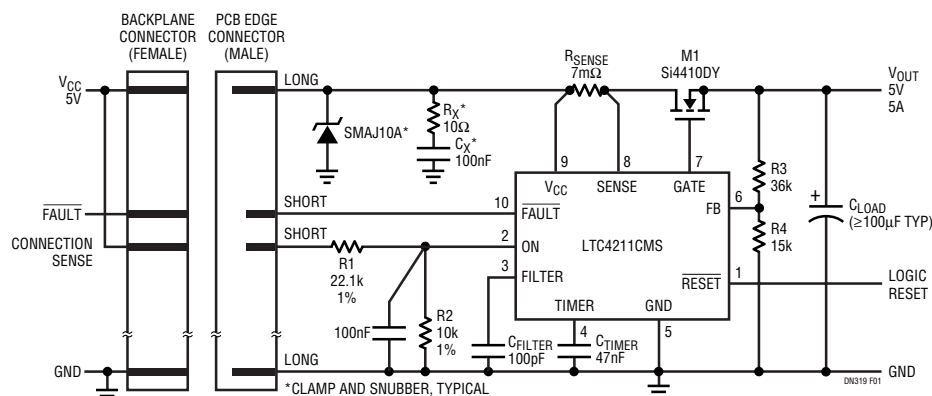 BACKPLANE
CONNECTOR
(FEMALE)
PCB EDGE
CONNECTOR
(MALE)
VCC
5V
LONG
RSENSE
7mΩ
M1
Si4410DY
VOUT
5V
5A
SMAJ10A*
RX*
10Ω
CX*
100nF
9
8
7
VCC
SENSE
GATE
R3
36k
6
FB
+
CLOAD
(≥100µF TYP)
FAULT
SHORT
10
FAULT
CONNECTION
SENSE
SHORT
2
ON
LTC4211CMS
R4
15k
R1
22.1k
1%
3
FILTER
RESET
1
LOGIC
RESET
TIMER
GND
100nF
R2
10k
1%
4
5
CFILTER
100pF
CTIMER
47nF
GND
LONG
GND
*CLAMP AND SNUBBER, TYPICAL
DN319 F01